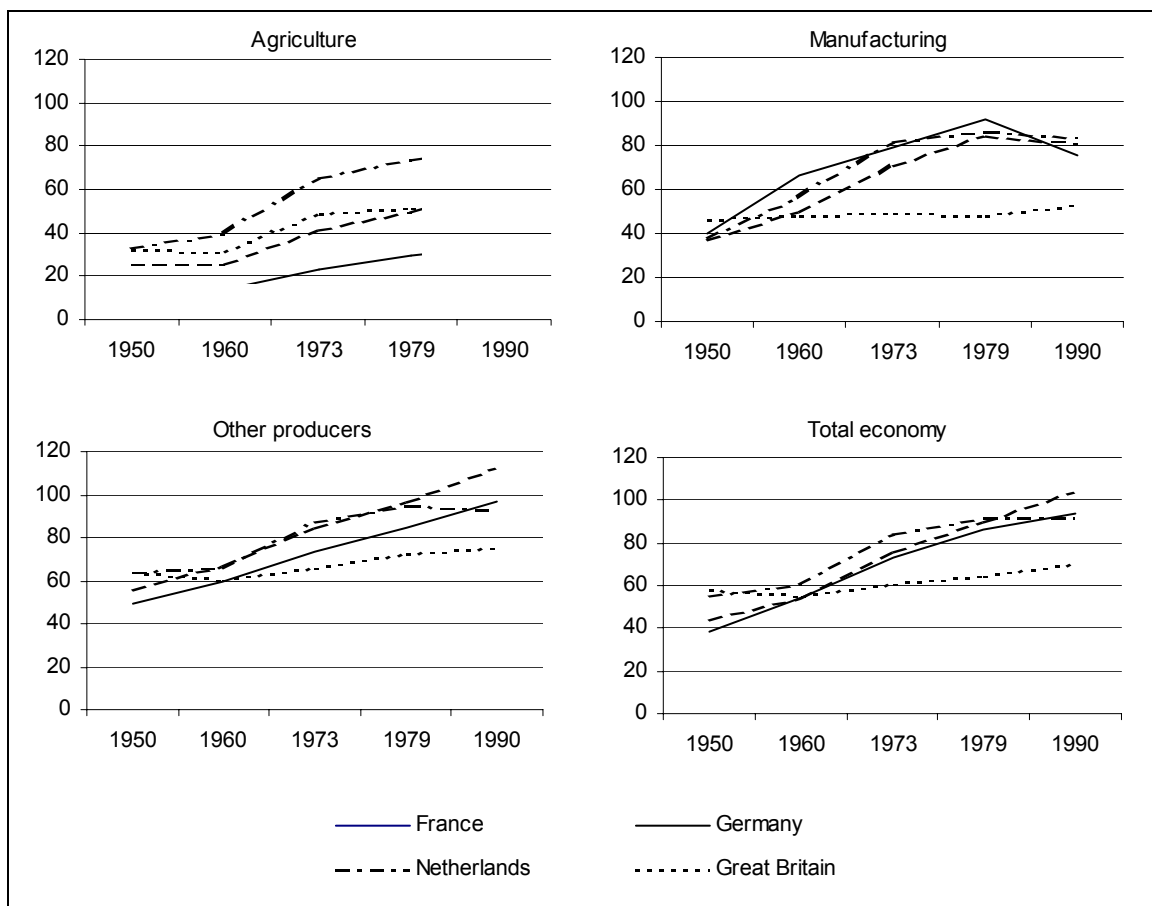 Agriculture
120
100
80
60
40
20
0
1950 1960 1973 1979 1990
Manufacturing
120
100
80
60
40
20
0
1950 1960 1973 1979 1990
Other producers
120
100
80
60
40
20
0
1950 1960 1973 1979 1990
Total economy
120
100
80
60
40
20
0
1950 1960 1973 1979 1990
France Germany
Netherlands Great Britain